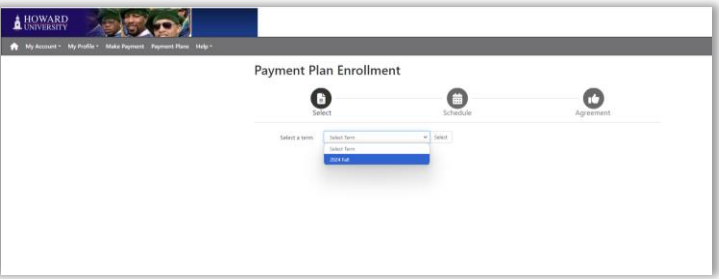 HOWARD
UNIVERSITY
My Account My Profile Make Payment Payment Plans Help
Payment Plan Enrollment
Select Schedule Agreement
Select a term Select Term Select
Select Term
2024 Fall